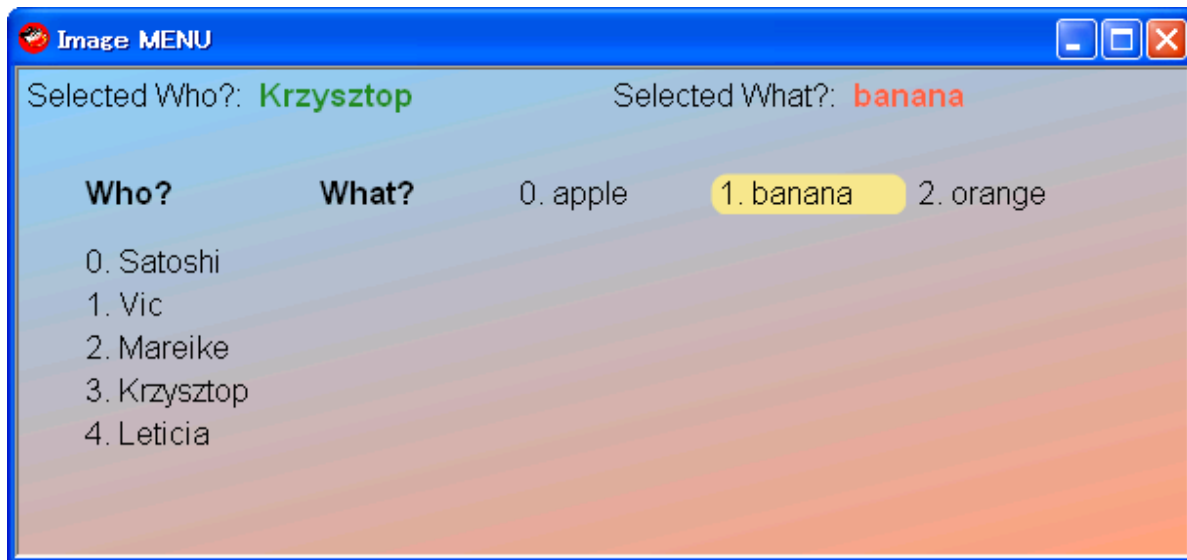 Image MENU
Selected Who?: Krzysztop Selected What?: banana
Who? What? 0. apple 1. banana 2. orange
0. Satoshi
1. Vic
2. Mareike
3. Krzysztop
4. Leticia